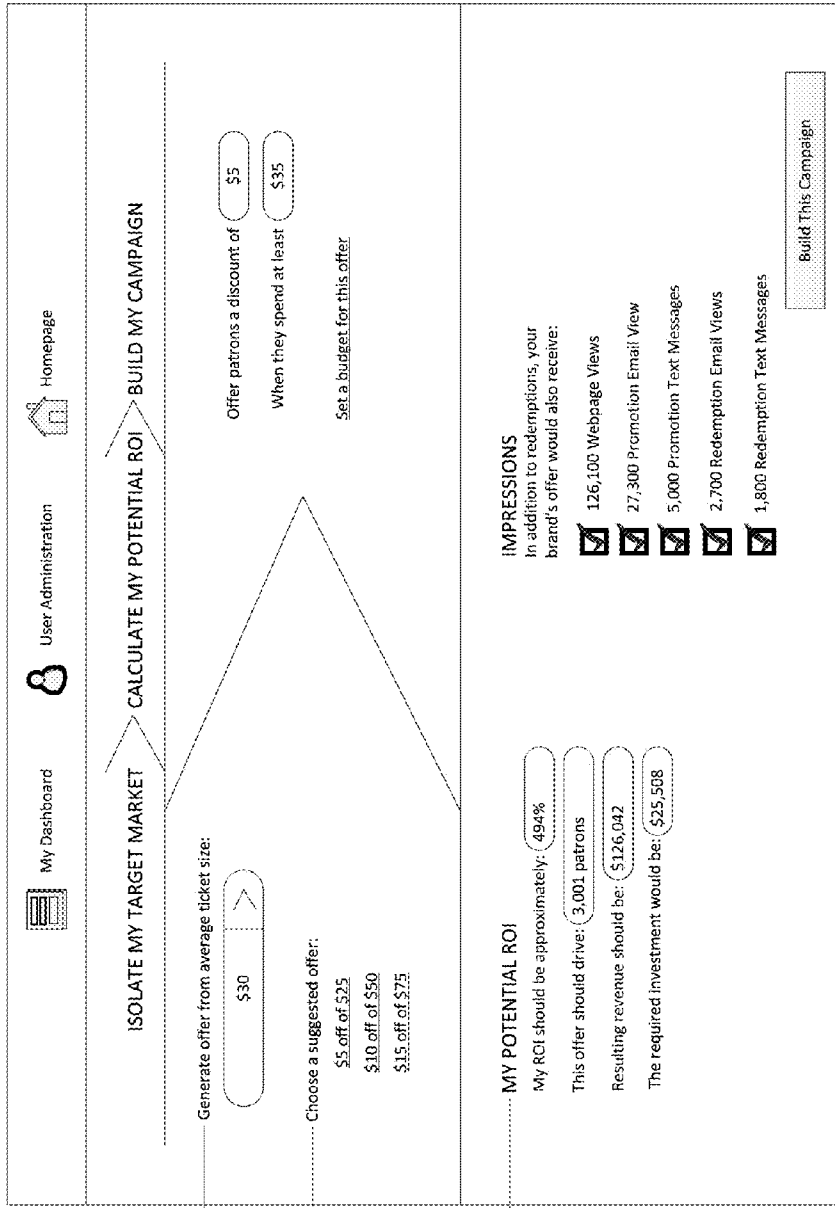 My Dashboard
User Administration
Homepage
ISOLATE MY TARGET MARKET
CALCULATE MY POTENTIAL ROI
BUILD MY CAMPAIGN
Generate offer from average ticket size:
$30
Choose a suggested offer:
$5 off of $25
$10 off of $50
$15 off of $75
Offer patrons a discount of $5
When they spend at least $35
Set a budget for this offer
MY POTENTIAL ROI
My ROI should be approximately: 494%
This offer should drive: 3,001 patrons
Resulting revenue should be: $126,042
The required investment would be: $25,508
IMPRESSIONS
In addition to redemptions, your
brand's offer would also receive:
126,100 Webpage Views
27,300 Promotion Email View
5,000 Promotion Text Messages
2,700 Redemption Email Views
1,800 Redemption Text Messages
Build This Campaign